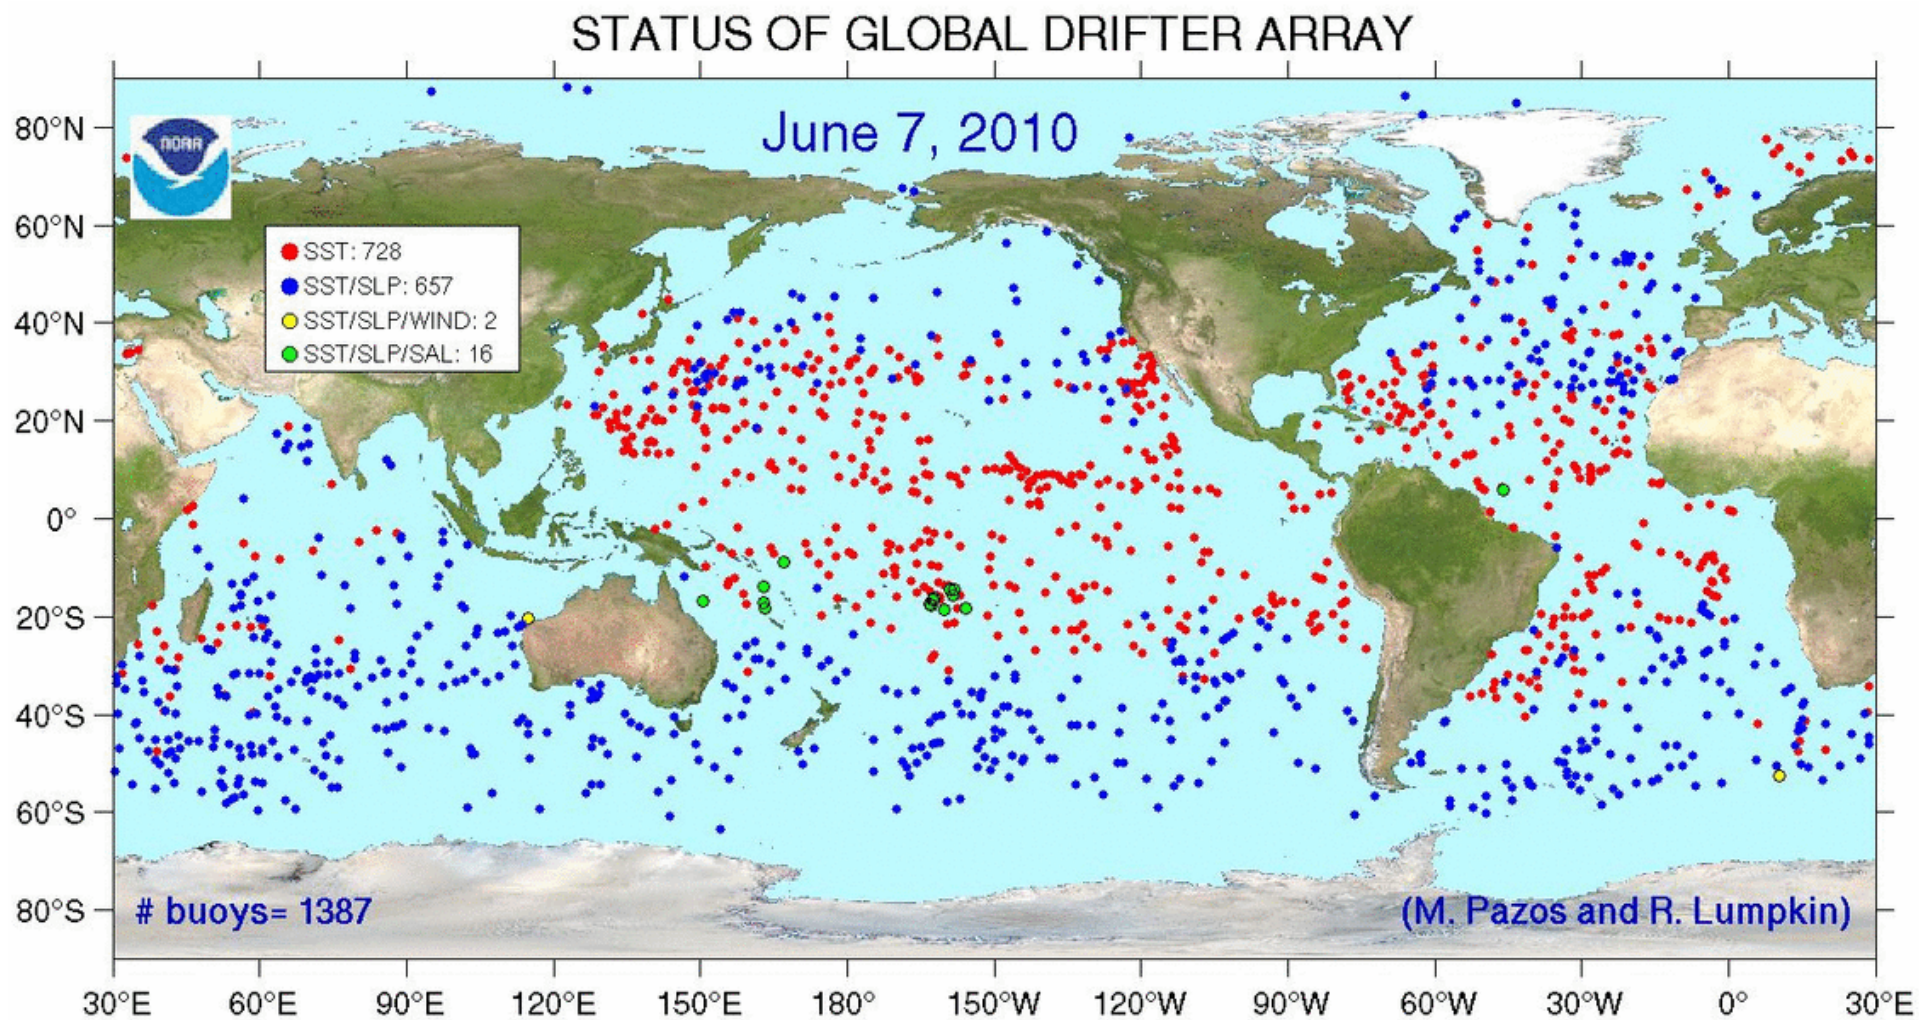 STATUS OF GLOBAL DRIFTER ARRAY
June 7, 2010
NOAA
SST: 728
SST/SLP: 657
SST/SLP/WIND: 2
SST/SLP/SAL: 16
80°N
60°N
40°N
20°N
0°
20°S
40°S
60°S
80°S
# buoys= 1387
(M. Pazos and R. Lumpkin)
30°E 60°E 90°E 120°E 150°E 180° 150°W 120°W 90°W 60°W 30°W 0° 30°E